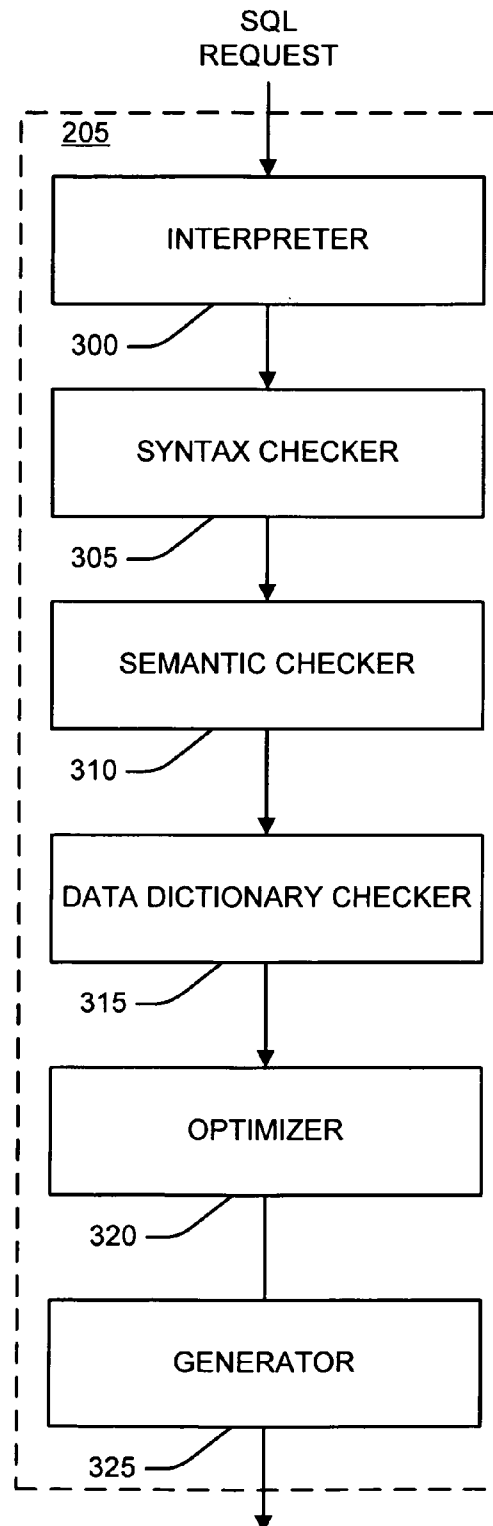 SQL
REQUEST
205
INTERPRETER
300
SYNTAX CHECKER
305
SEMANTIC CHECKER
310
DATA DICTIONARY CHECKER
315
OPTIMIZER
320
GENERATOR
325